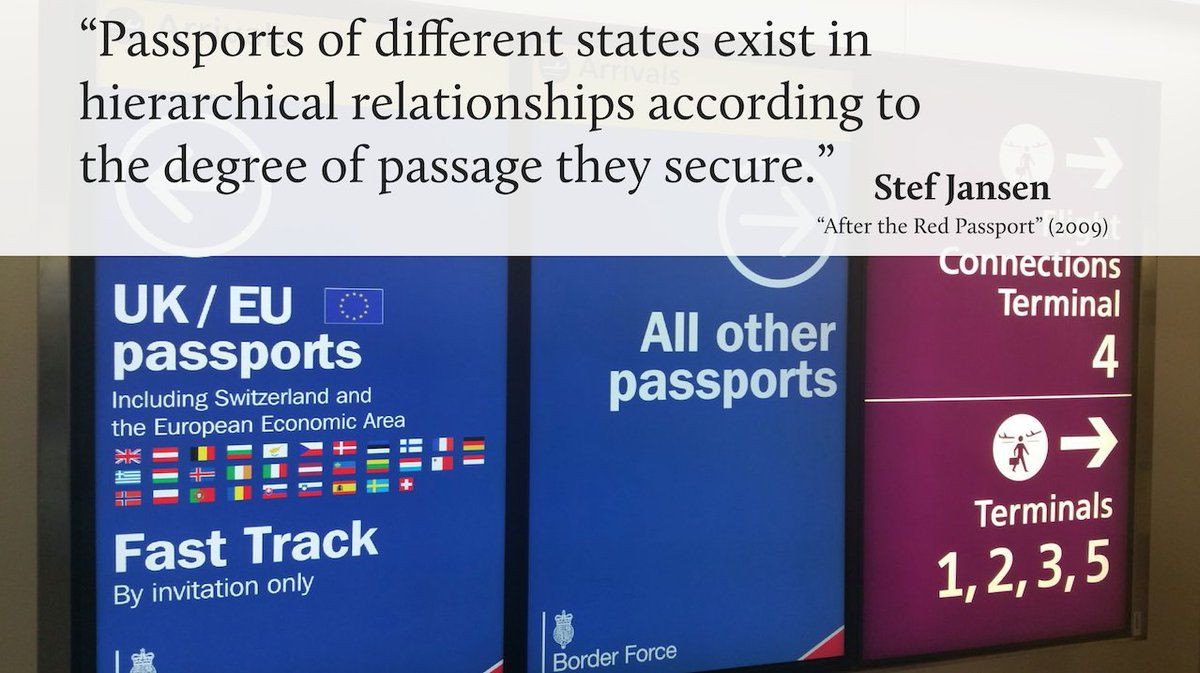 “Passports of different states exist in
hierarchical relationships according to
the degree of passage they secure.”
Stef Jansen
“After the Red Passport” (2009)
Arrivals
UK / EU
passports
Including Switzerland and
the European Economic Area
Fast Track
By invitation only
All other
passports
Border Force
Flight
Connections
Terminal
4
Terminals
1, 2, 3, 5